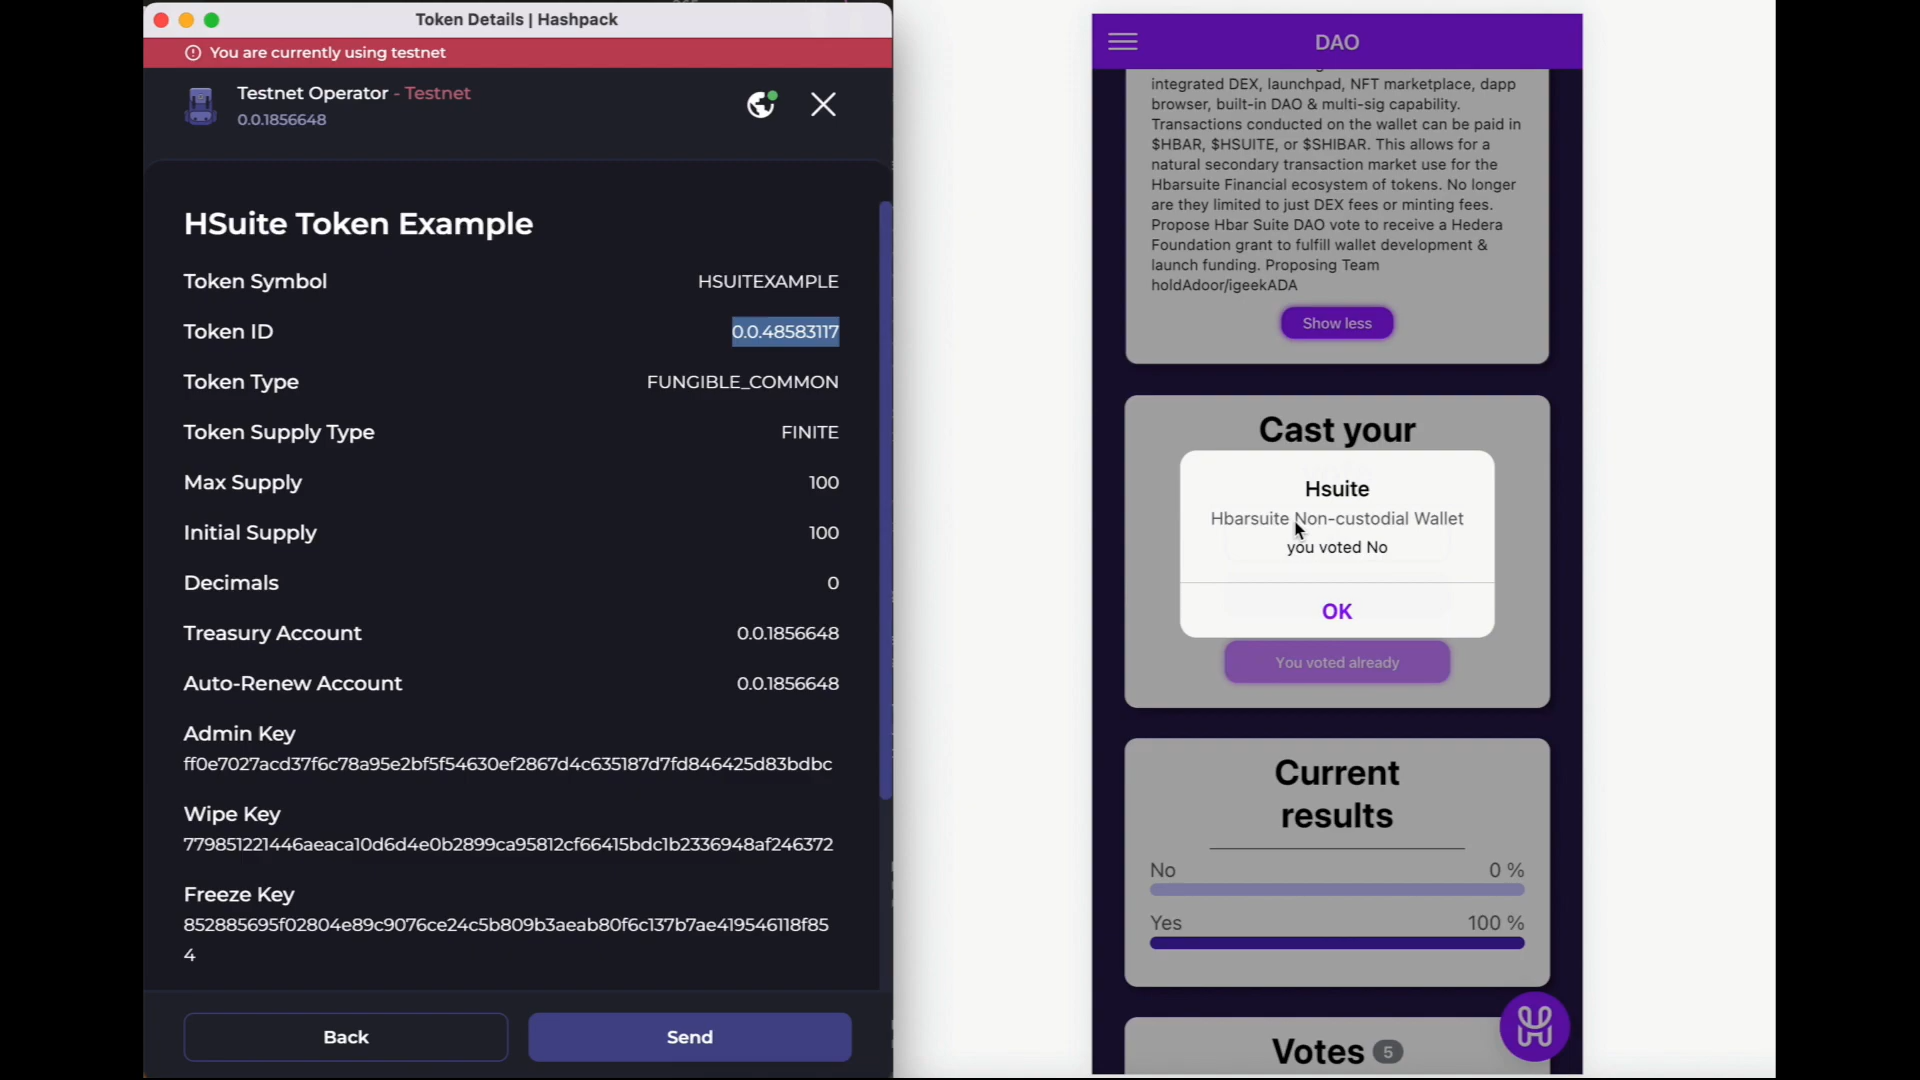 Token Details | Hashpack
You are currently using testnet
Testnet Operator - Testnet
0.0.1856648
HSuite Token Example
Token Symbol HSUITEXAMPLE
Token ID 0.0.48583117
Token Type FUNGIBLE_COMMON
Token Supply Type FINITE
Max Supply 100
Initial Supply 100
Decimals 0
Treasury Account 0.0.1856648
Auto-Renew Account 0.0.1856648
Admin Key
ff0e7027acd37f6c78a95e2bf5f54630ef2867d4c635187d7fd846425d83bdbc
Wipe Key
779851221446aeaca10d6d4e0b2899ca95812cf66415bdc1b2336948af246372
Freeze Key
852885695f02804e89c9076ce24c5b809b3aeab80f6c137b7ae419546118f85
4
Back
Send
DAO
integrated DEX, launchpad, NFT marketplace, dapp
browser, built-in DAO & multi-sig capability.
Transactions conducted on the wallet can be paid in
$HBAR, $HSUITE, or $SHIBAR. This allows for a
natural secondary transaction market use for the
Hbarsuite Financial ecosystem of tokens. No longer
are they limited to just DEX fees or minting fees.
Propose Hbar Suite DAO vote to receive a Hedera
Foundation grant to fulfill wallet development &
launch funding. Proposing Team
holdAdoor/igeekADA
Show less
Cast your
Hsuite
Hbarsuite Non-custodial Wallet
you voted No
OK
You voted already
Current
results
No 0 %
Yes 100 %
Votes 5